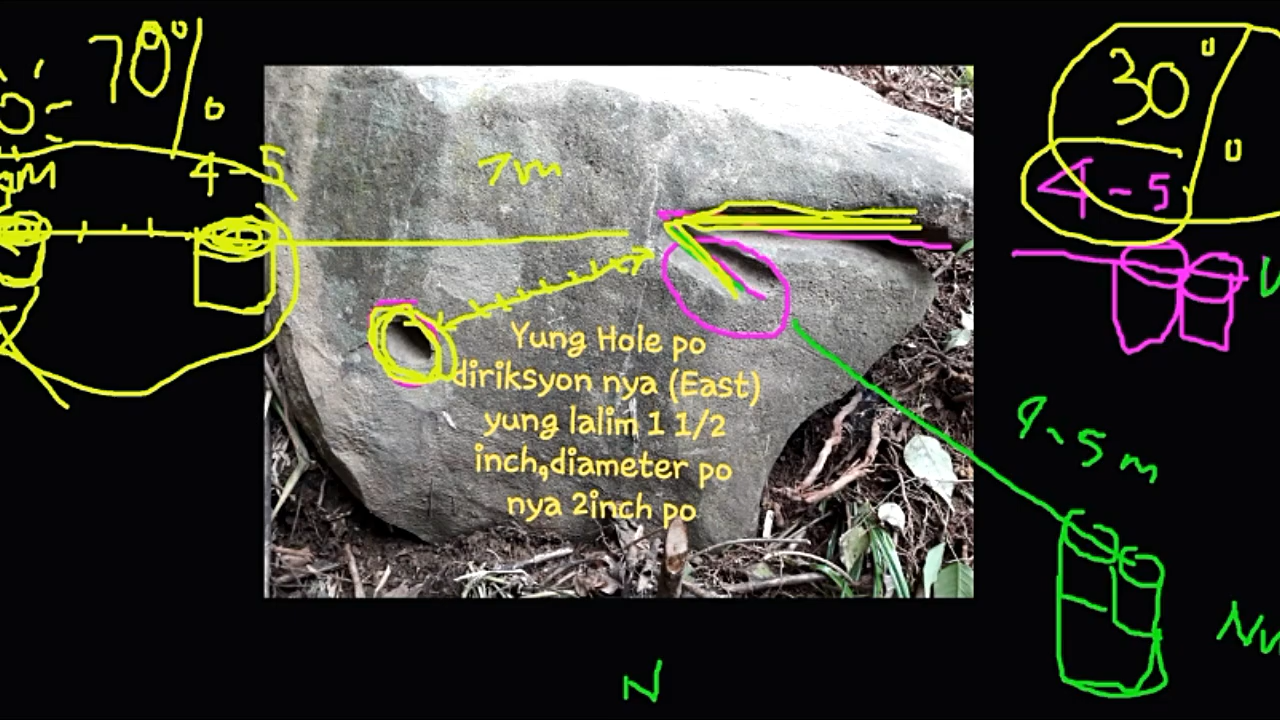 78°
30°
4-5
4-5
7m
Yung Hole po
diriksyon nya (East)
yung lalim 1 1/2
inch,diameter po
nya 2inch po
4-5m
N